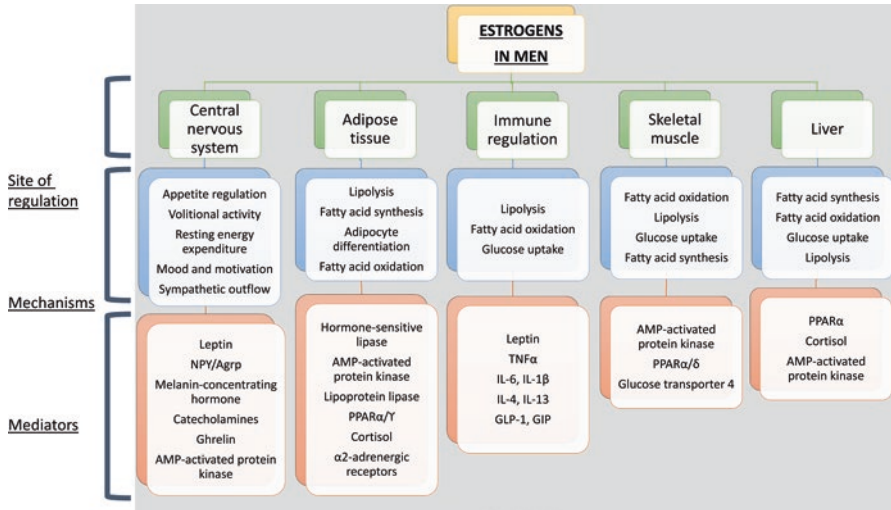 ESTROGENS
IN MEN
Central
nervous
system
Adipose
tissue
Immune
regulation
Skeletal
muscle
Liver
Site of
regulation
Appetite regulation
Volitional activity
Resting energy
expenditure
Mood and motivation
Sympathetic outflow
Lipolysis
Fatty acid synthesis
Adipocyte
differentiation
Fatty acid oxidation
Lipolysis
Fatty acid oxidation
Glucose uptake
Fatty acid oxidation
Lipolysis
Glucose uptake
Fatty acid synthesis
Fatty acid synthesis
Fatty acid oxidation
Glucose uptake
Lipolysis
Mechanisms
Leptin
NPY/Agrp
Melanin-concentrating
hormone
Catecholamines
Ghrelin
AMP-activated protein
kinase
Hormone-sensitive
lipase
AMP-activated
protein kinase
Lipoprotein lipase
PPARα/ϒ
Cortisol
α2-adrenergic
receptors
Leptin
TNFα
IL-6, IL-1β
IL-4, IL-13
GLP-1, GIP
AMP-activated
protein kinase
PPARα/δ
Glucose transporter 4
PPARα
Cortisol
AMP-activated
protein kinase
Mediators